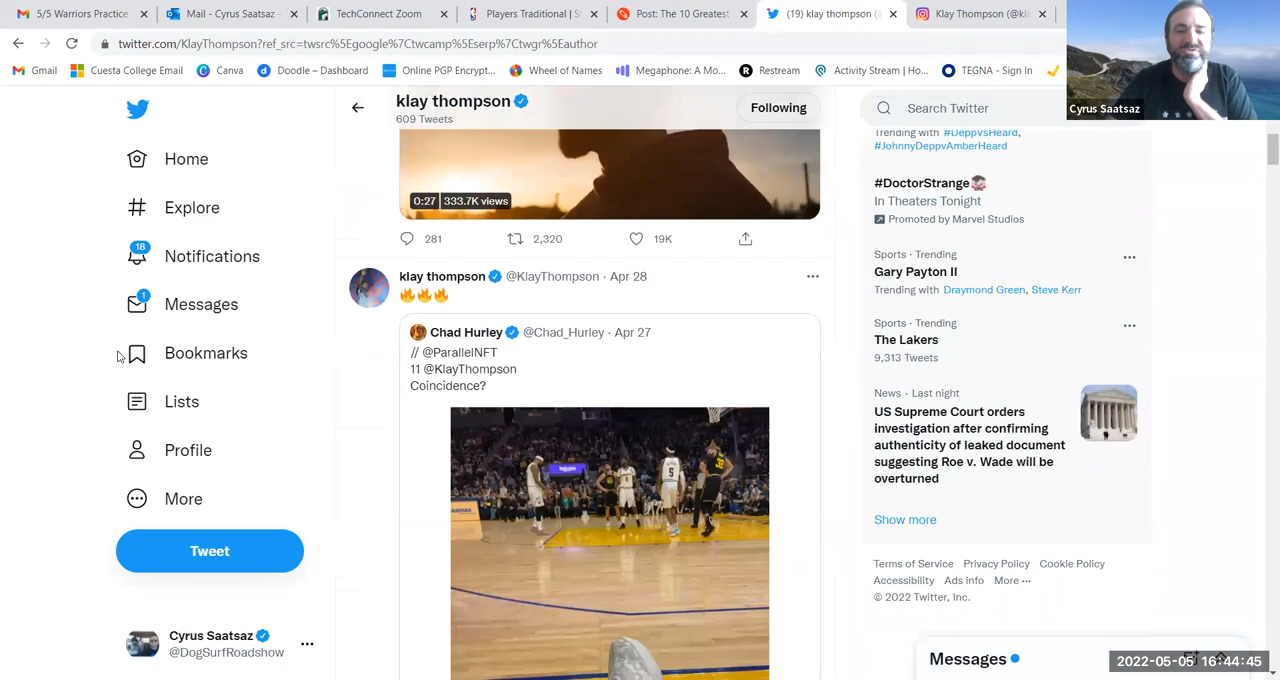 5/5 Warriors Practice
Mail - Cyrus Saatsaz
TechConnect Zoom
Players Traditional | S
Post: The 10 Greatest
(19) klay thompson (
Klay Thompson (@kl
twitter.com/KlayThompson?ref_src=twsrc%5Egoogle%7Ctwcamp%5Eserp%7Ctwgr%5Eauthor
Gmail
Cuesta College Email
Canva
Doodle – Dashboard
Online PGP Encrypt...
Wheel of Names
Megaphone: A Mo...
Restream
Activity Stream | Ho...
TEGNA - Sign In
Cyrus Saatsaz
klay thompson
609 Tweets
Following
Search Twitter
Home
Explore
18
Notifications
1
Messages
Bookmarks
Lists
Profile
More
Tweet
Cyrus Saatsaz
@DogSurfRoadshow
0:27 333.7K views
281
2,320
19K
klay thompson @KlayThompson · Apr 28
🔥🔥🔥
Chad Hurley @Chad_Hurley · Apr 27
// @ParallelNFT
11 @KlayThompson
Coincidence?
5
Trending with #DeppVsHeard,
#JohnnyDeppvAmberHeard
#DoctorStrange
In Theaters Tonight
Promoted by Marvel Studios
Sports · Trending
Gary Payton II
Trending with Draymond Green, Steve Kerr
Sports · Trending
The Lakers
9,313 Tweets
News · Last night
US Supreme Court orders
investigation after confirming
authenticity of leaked document
suggesting Roe v. Wade will be
overturned
Show more
Terms of Service Privacy Policy Cookie Policy
Accessibility Ads info More ···
© 2022 Twitter, Inc.
Messages
2022-05-05 16:44:45